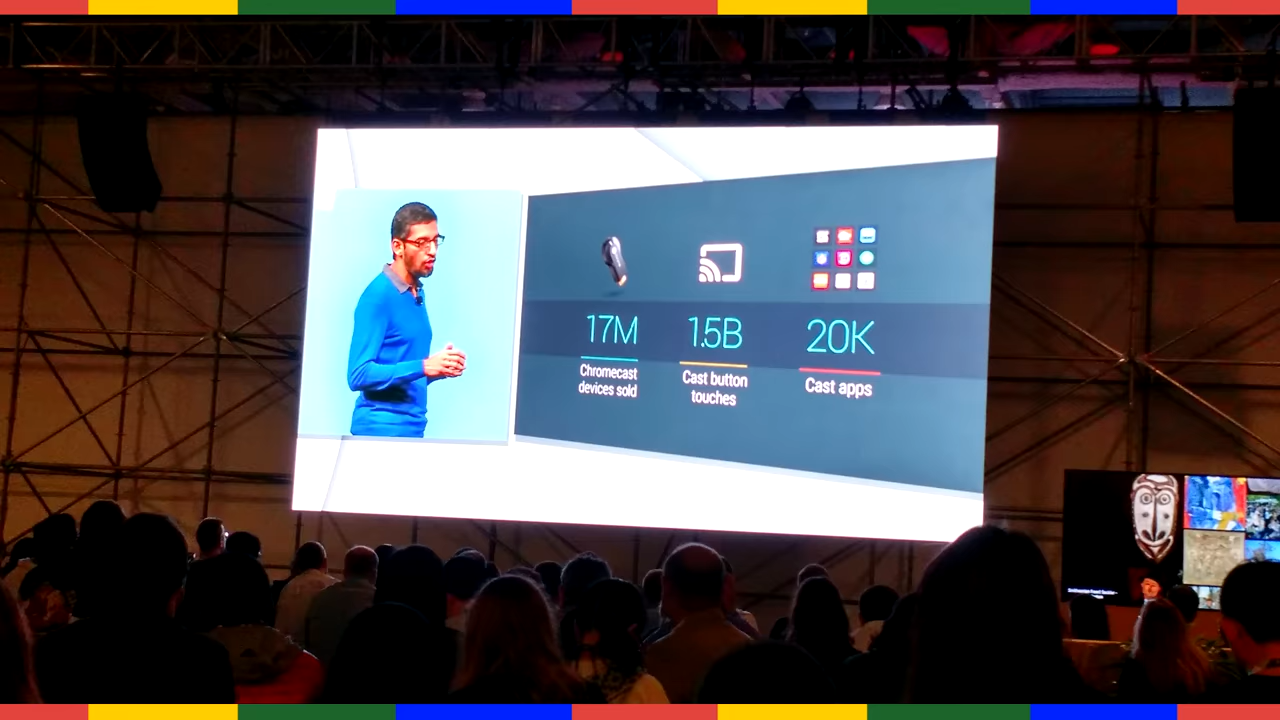 17M
Chromecast
devices sold
1.5B
Cast button
touches
20K
Cast apps